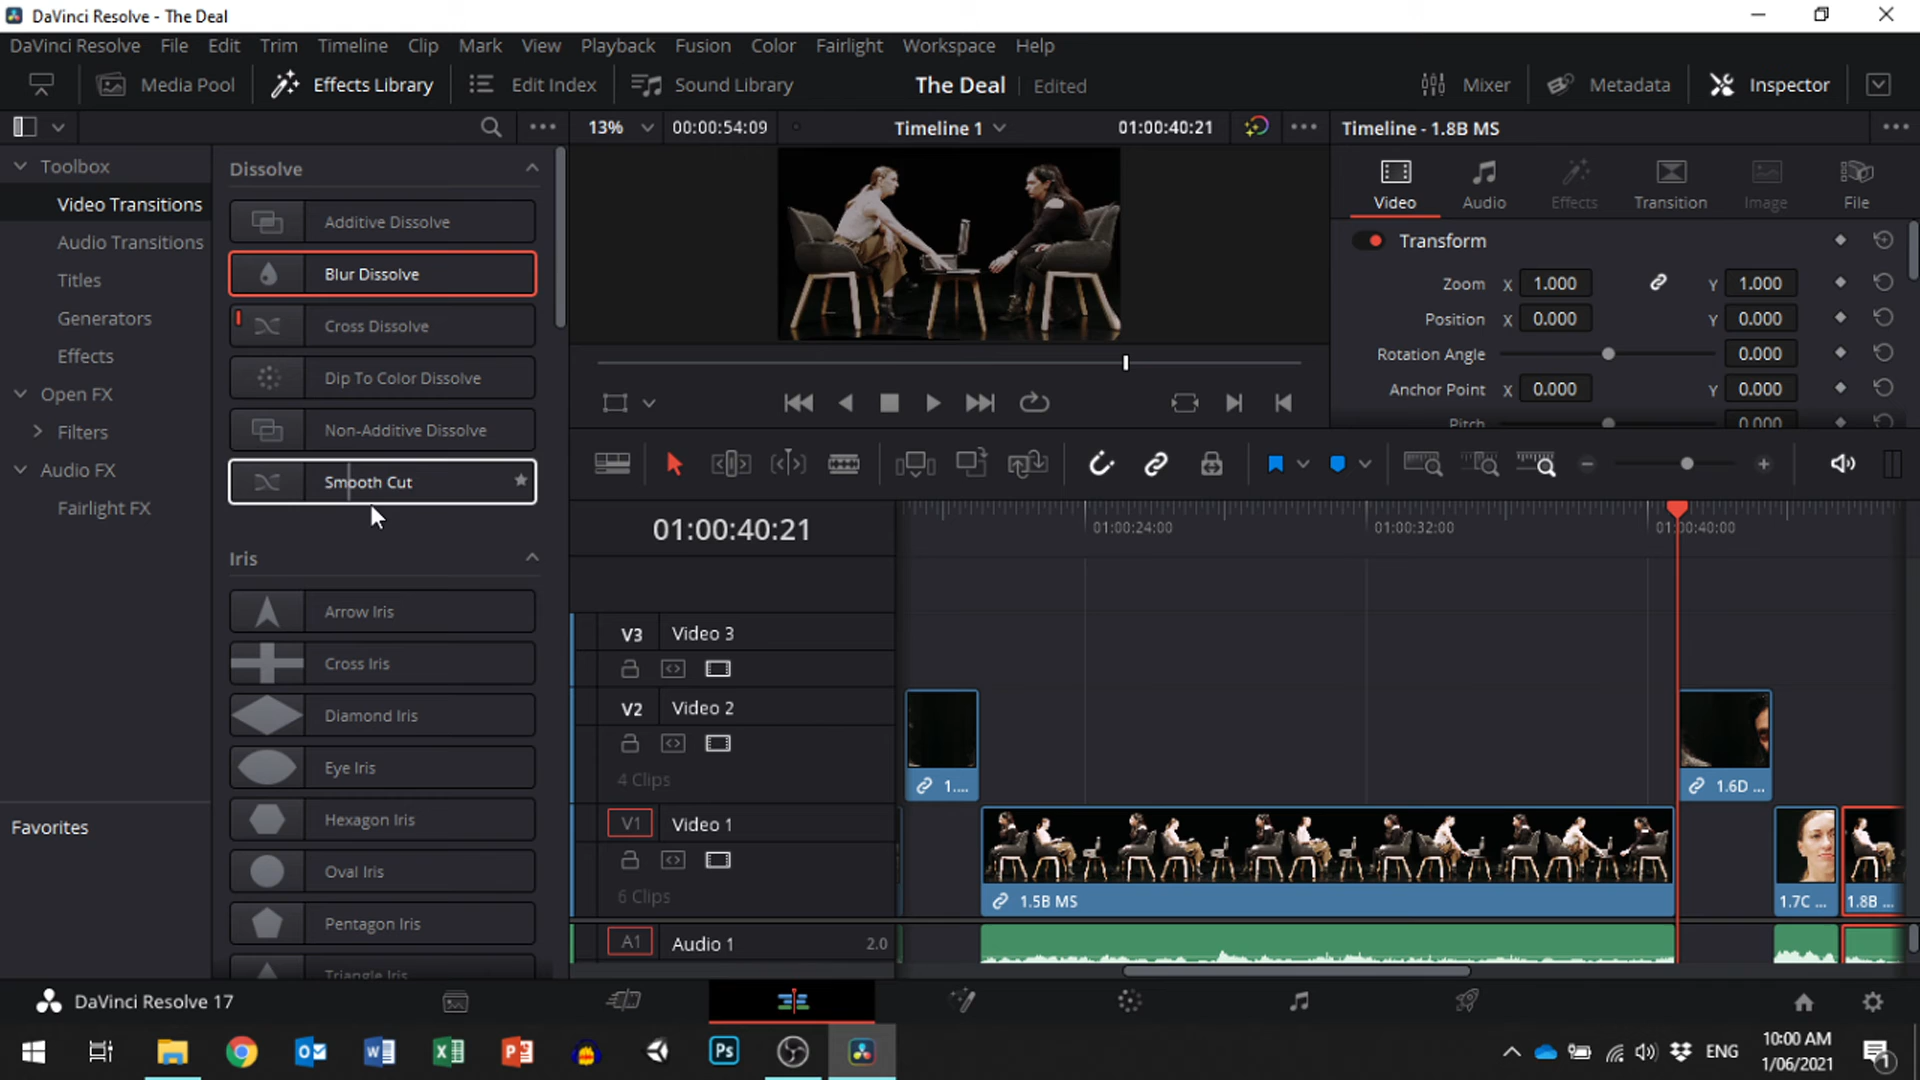 DaVinci Resolve - The Deal
DaVinci Resolve File Edit Trim Timeline Clip Mark View Playback Fusion Color Fairlight Workspace Help
Media Pool Effects Library Edit Index Sound Library The Deal Edited Mixer Metadata Inspector
13% 00:00:54:09 Timeline 1 01:00:40:21 Timeline - 1.8B MS
Toolbox
Video Transitions
Audio Transitions
Titles
Generators
Effects
Open FX
Filters
Audio FX
Fairlight FX
Favorites
Dissolve
Additive Dissolve
Blur Dissolve
Cross Dissolve
Dip To Color Dissolve
Non-Additive Dissolve
Smooth Cut
Iris
Arrow Iris
Cross Iris
Diamond Iris
Eye Iris
Hexagon Iris
Oval Iris
Pentagon Iris
Triangle Iris
Video Audio Effects Transition Image File
Transform
Zoom X 1.000 Y 1.000
Position X 0.000 Y 0.000
Rotation Angle 0.000
Anchor Point X 0.000 Y 0.000
Pitch
01:00:40:21
01:00:24:00 01:00:32:00 01:00:40:00
V3 Video 3
V2 Video 2
4 Clips
1.... 1.6D ...
V1 Video 1
6 Clips
1.5B MS 1.7C ... 1.8B ...
A1 Audio 1 2.0
DaVinci Resolve 17
Ps ENG 10:00 AM
1/06/2021
1